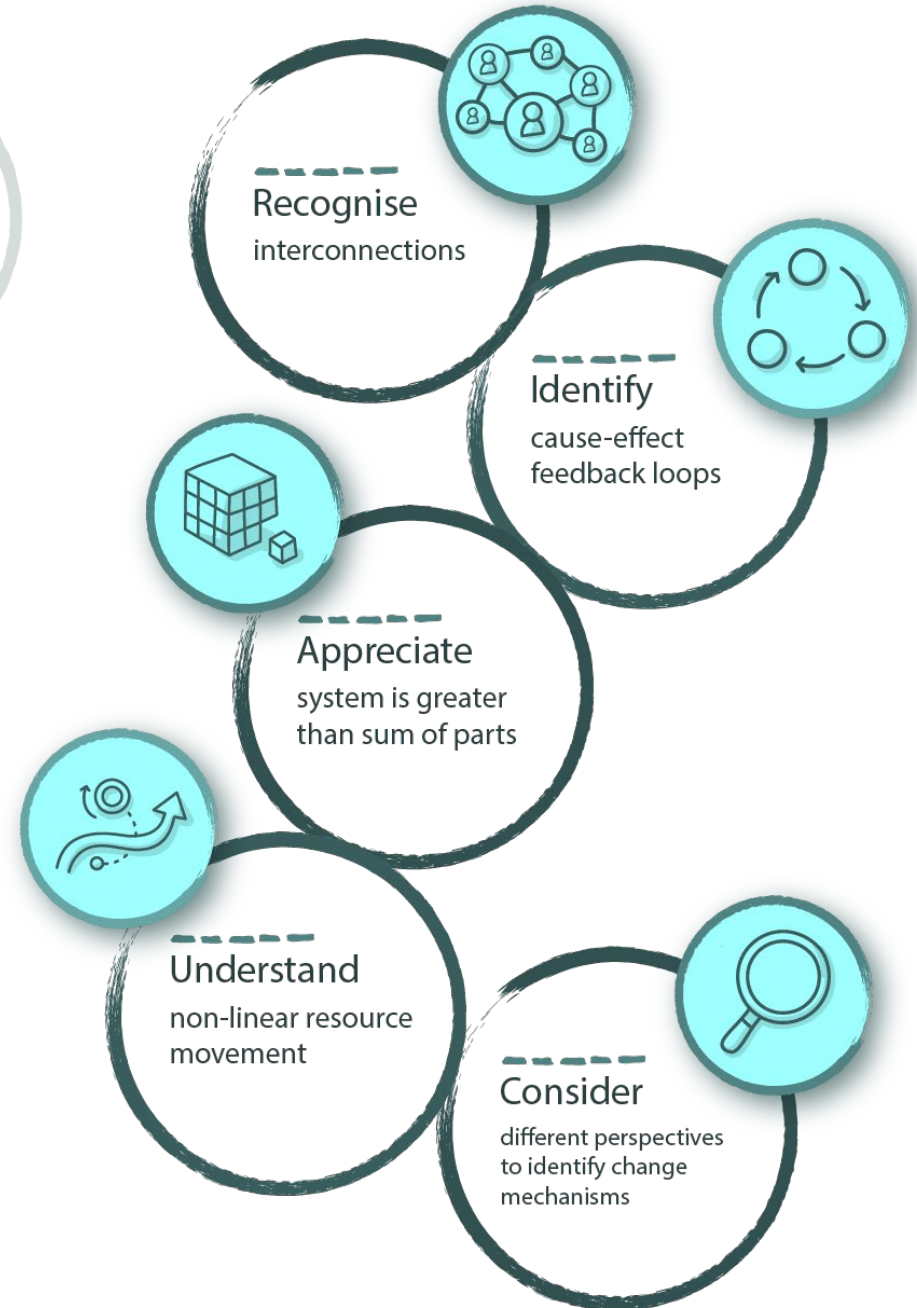 Recognise
interconnections
Identify
cause-effect
feedback loops
Appreciate
system is greater
than sum of parts
Understand
non-linear resource
movement
Consider
different perspectives
to identify change
mechanisms